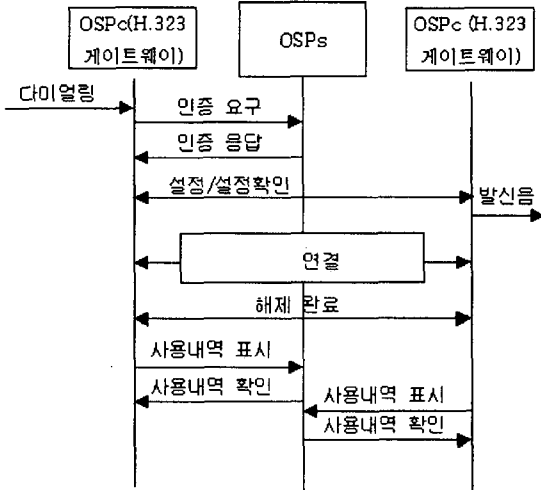 OSPc(H.323
게이트웨이)
OSPs
OSPc (H.323
게이트웨이)
다이얼링
인증 요구
인증 응답
설정/설정확인
발신음
연결
해제 완료
사용내역 표시
사용내역 확인
사용내역 표시
사용내역 확인